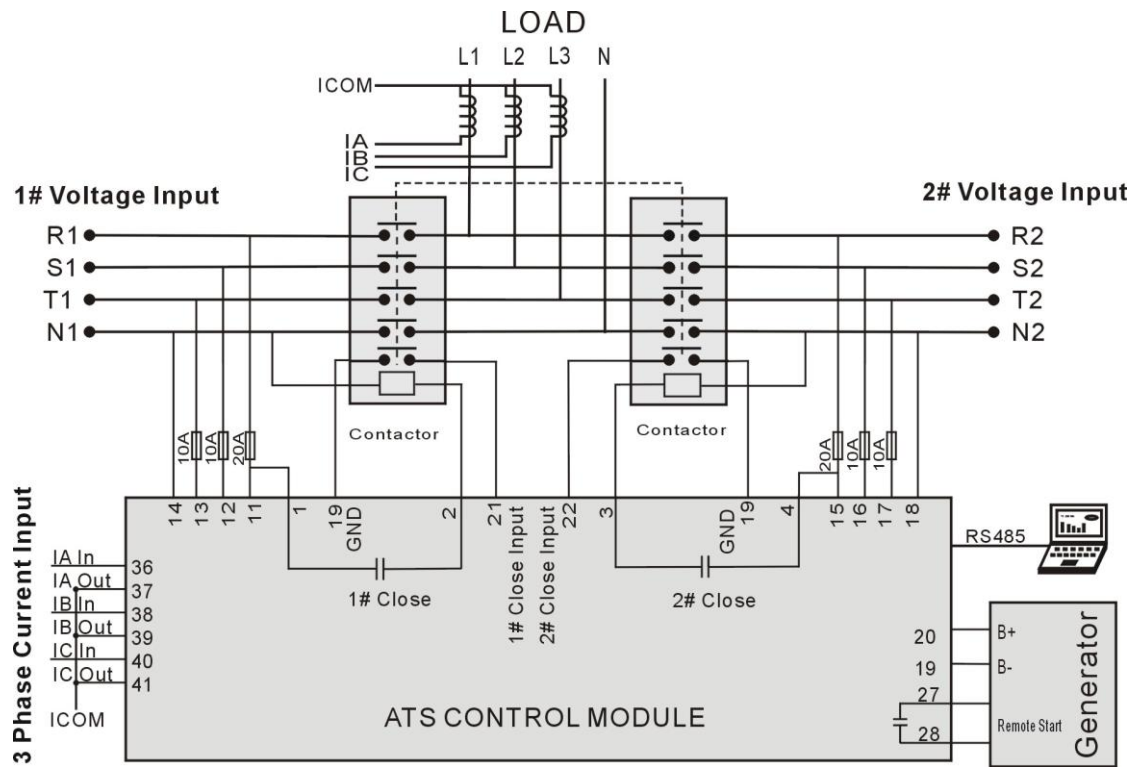 LOAD
L1 L2 L3 N
ICOM
IA
IB
IC
1# Voltage Input
2# Voltage Input
R1
R2
S1
S2
T1
T2
N1
N2
Contactor
Contactor
10A 10A 20A
20A 10A 10A
14 13 12 11 1 19 GND 2 21 1# Close Input 2# Close Input 22 3 GND 19 4 15 16 17 18
1# Close
2# Close
RS485
3 Phase Current Input
IA In 36
IA Out 37
IB In 38
IB Out 39
IC In 40
IC Out 41
ICOM
ATS CONTROL MODULE
20 B+
19 B-
27
28 Remote Start
Generator